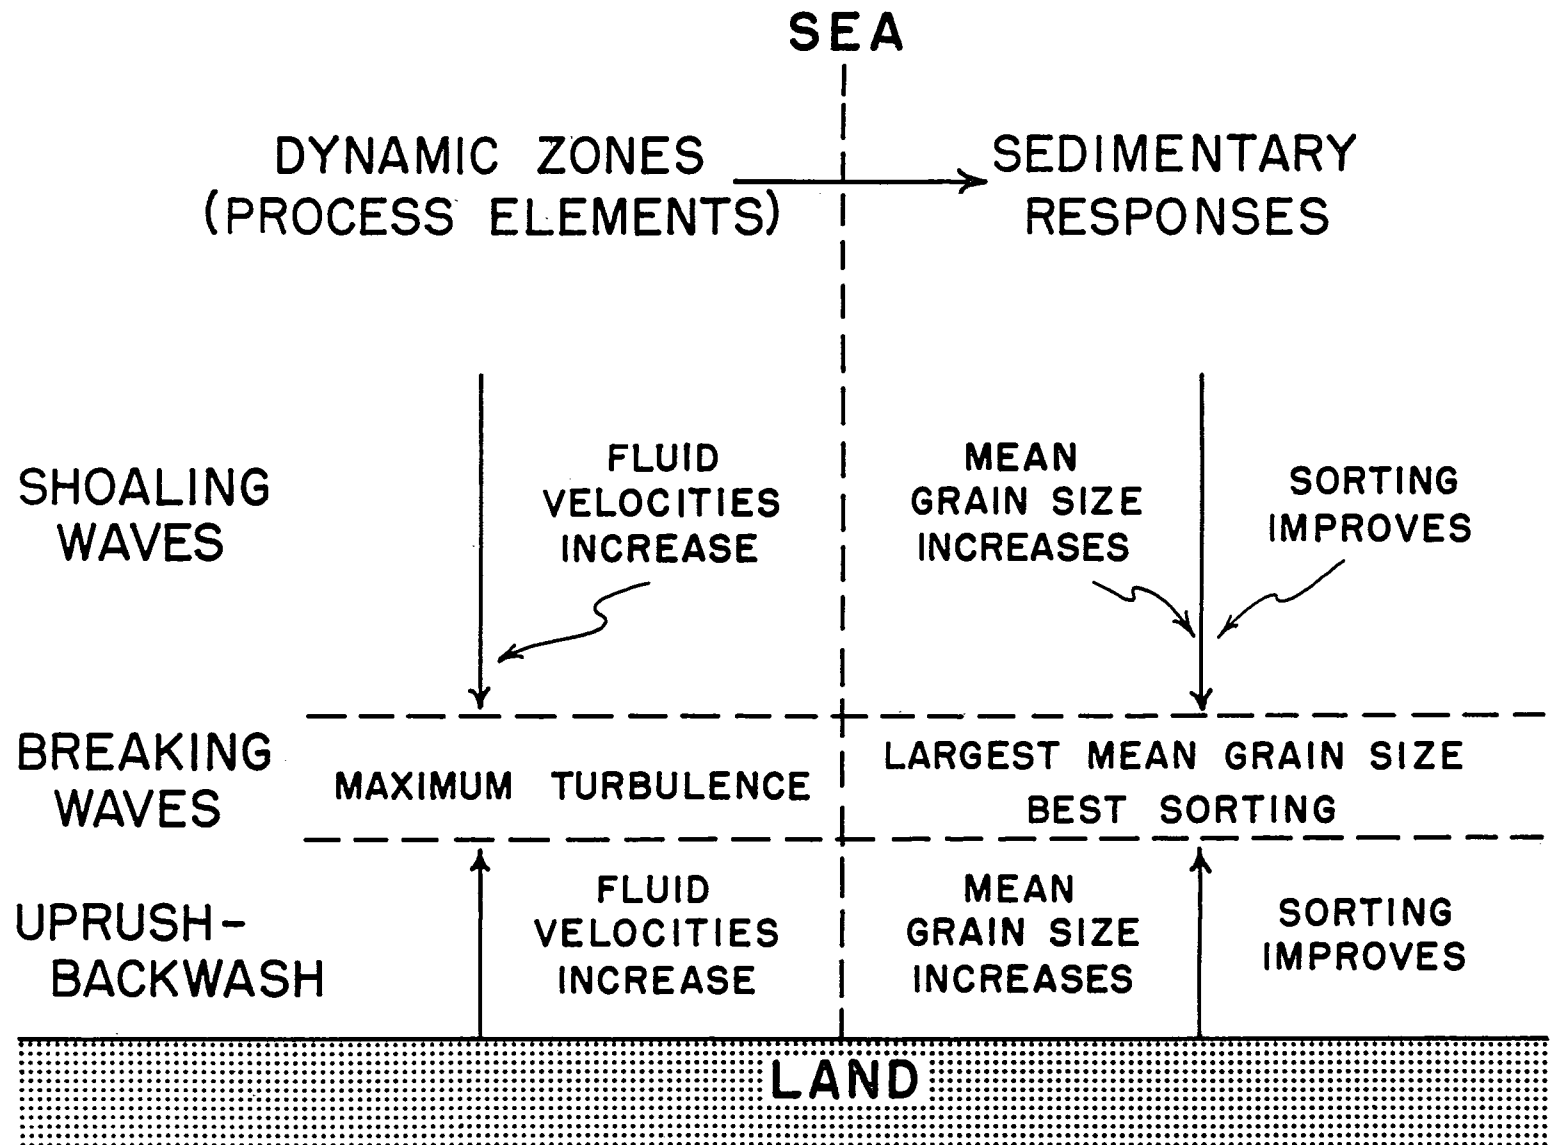 SEA
DYNAMIC ZONES
(PROCESS ELEMENTS)
SEDIMENTARY
RESPONSES
SHOALING
WAVES
FLUID
VELOCITIES
INCREASE
MEAN
GRAIN SIZE
INCREASES
SORTING
IMPROVES
BREAKING
WAVES
MAXIMUM TURBULENCE
LARGEST MEAN GRAIN SIZE
BEST SORTING
UPRUSH-
BACKWASH
FLUID
VELOCITIES
INCREASE
MEAN
GRAIN SIZE
INCREASES
SORTING
IMPROVES
LAND